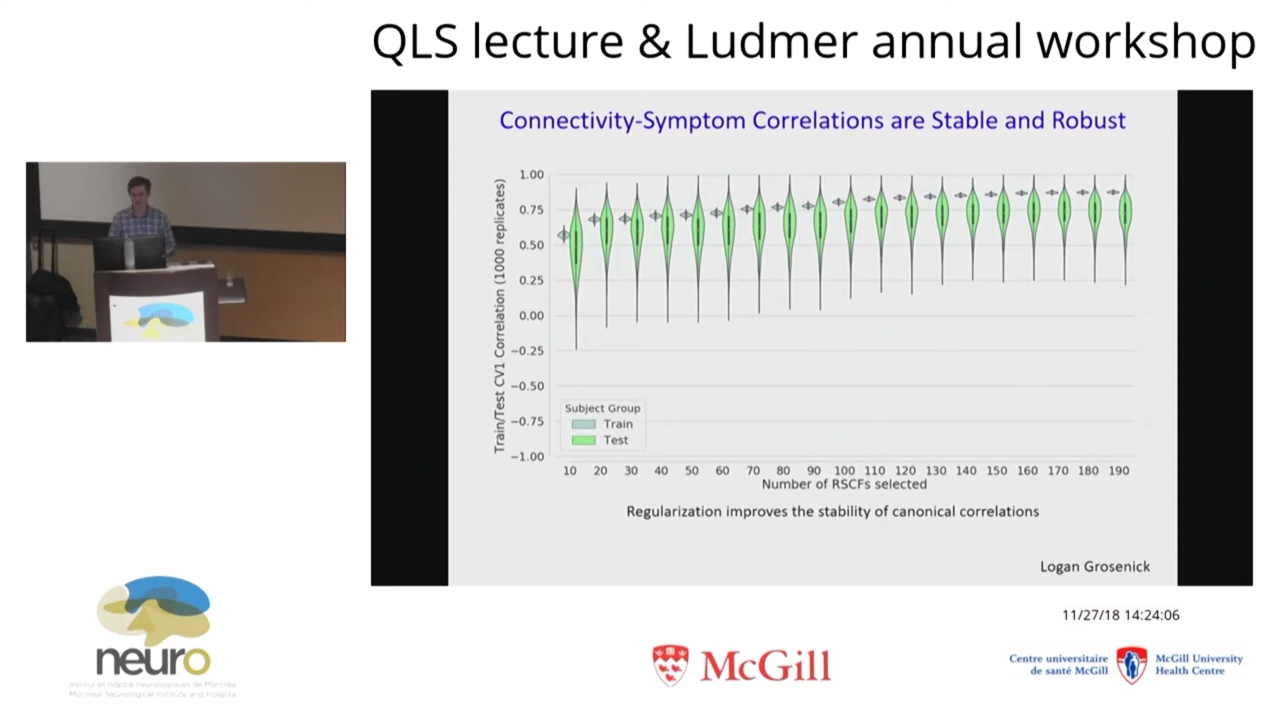 QLS lecture & Ludmer annual workshop
Connectivity-Symptom Correlations are Stable and Robust
Train/Test CV1 Correlation (1000 replicates)
1.00
0.75
0.50
0.25
0.00
−0.25
−0.50
−0.75
−1.00
Subject Group
Train
Test
10 20 30 40 50 60 70 80 90 100 110 120 130 140 150 160 170 180 190
Number of RSCFs selected
Regularization improves the stability of canonical correlations
Logan Grosenick
11/27/18 14:24:06
neuro
Institut et hôpital neurologiques de Montréal
Montreal Neurological Institute and Hospital
McGill
Centre universitaire
de santé McGill
McGill University
Health Centre